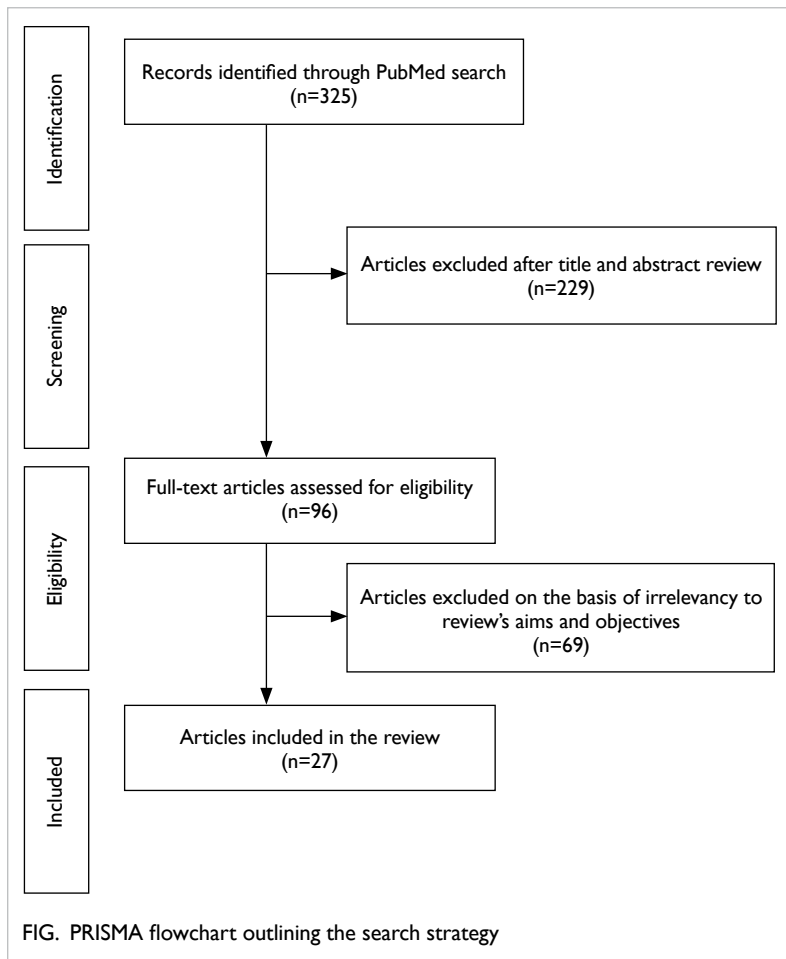 Identification
Records identified through PubMed search
(n=325)
Screening
Articles excluded after title and abstract review
(n=229)
Eligibility
Full-text articles assessed for eligibility
(n=96)
Articles excluded on the basis of irrelevancy to
review’s aims and objectives
(n=69)
Included
Articles included in the review
(n=27)
FIG. PRISMA flowchart outlining the search strategy